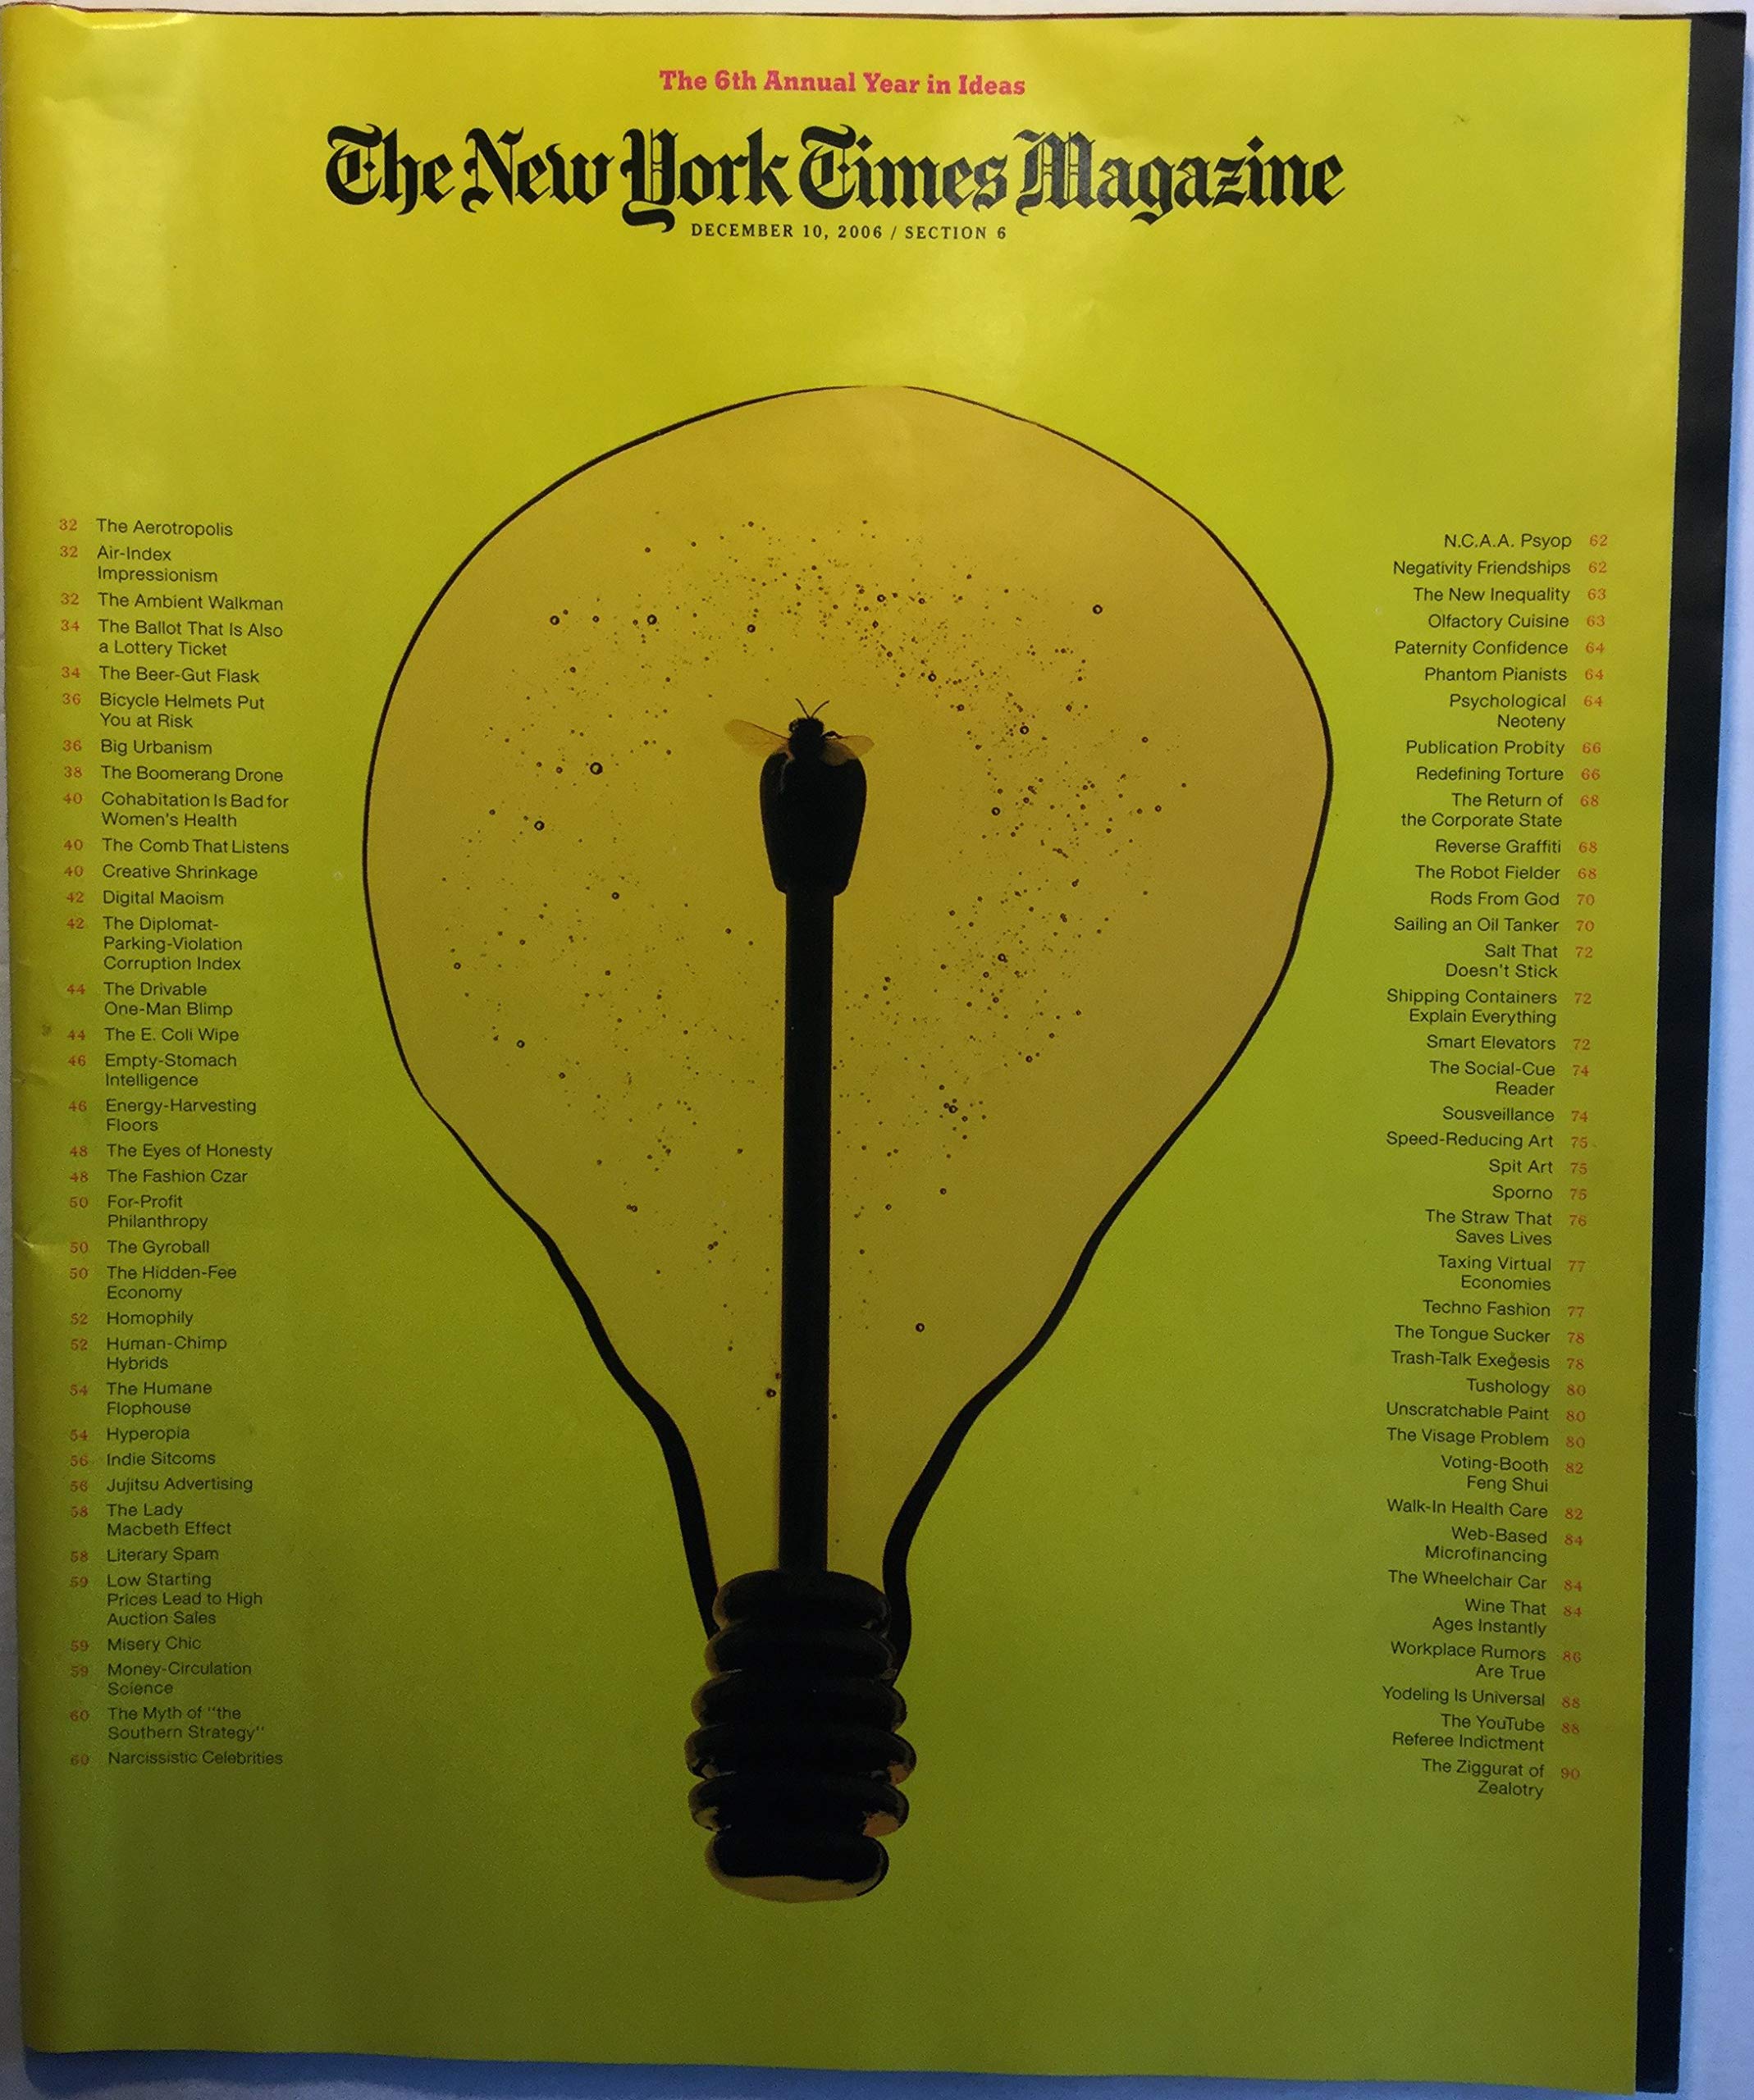 The 6th Annual Year in Ideas
The New York Times Magazine
DECEMBER 10, 2006 / SECTION 6
32 The Aerotropolis
32 Air-Index
Impressionism
32 The Ambient Walkman
34 The Ballot That Is Also
a Lottery Ticket
34 The Beer-Gut Flask
36 Bicycle Helmets Put
You at Risk
36 Big Urbanism
38 The Boomerang Drone
40 Cohabitation Is Bad for
Women's Health
40 The Comb That Listens
40 Creative Shrinkage
42 Digital Maoism
42 The Diplomat-
Parking-Violation
Corruption Index
44 The Drivable
One-Man Blimp
44 The E. Coli Wipe
46 Empty-Stomach
Intelligence
46 Energy-Harvesting
Floors
48 The Eyes of Honesty
48 The Fashion Czar
50 For-Profit
Philanthropy
50 The Gyroball
50 The Hidden-Fee
Economy
52 Homophily
52 Human-Chimp
Hybrids
54 The Humane
Flophouse
54 Hyperopia
56 Indie Sitcoms
56 Jujitsu Advertising
58 The Lady
Macbeth Effect
58 Literary Spam
59 Low Starting
Prices Lead to High
Auction Sales
59 Misery Chic
59 Money-Circulation
Science
60 The Myth of "the
Southern Strategy"
60 Narcissistic Celebrities
N.C.A.A. Psyop 62
Negativity Friendships 62
The New Inequality 63
Olfactory Cuisine 63
Paternity Confidence 64
Phantom Pianists 64
Psychological 64
Neoteny
Publication Probity 66
Redefining Torture 66
The Return of 68
the Corporate State
Reverse Graffiti 68
The Robot Fielder 68
Rods From God 70
Sailing an Oil Tanker 70
Salt That 72
Doesn't Stick
Shipping Containers 72
Explain Everything
Smart Elevators 72
The Social-Cue 74
Reader
Sousveillance 74
Speed-Reducing Art 75
Spit Art 75
Sporno 75
The Straw That 76
Saves Lives
Taxing Virtual 77
Economies
Techno Fashion 77
The Tongue Sucker 78
Trash-Talk Exegesis 78
Tushology 80
Unscratchable Paint 80
The Visage Problem 80
Voting-Booth 82
Feng Shui
Walk-In Health Care 82
Web-Based 84
Microfinancing
The Wheelchair Car 84
Wine That 84
Ages Instantly
Workplace Rumors 86
Are True
Yodeling Is Universal 88
The YouTube 88
Referee Indictment
The Ziggurat of 90
Zealotry